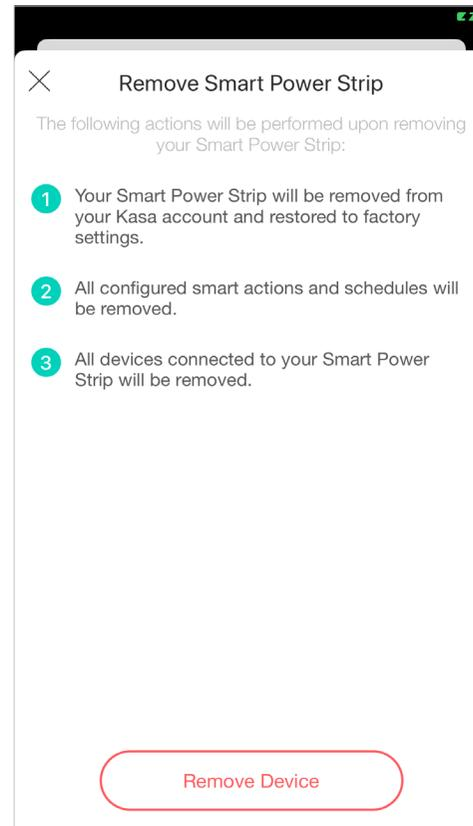 Remove Smart Power Strip
The following actions will be performed upon removing
your Smart Power Strip:
1 Your Smart Power Strip will be removed from
your Kasa account and restored to factory
settings.
2 All configured smart actions and schedules will
be removed.
3 All devices connected to your Smart Power
Strip will be removed.
Remove Device